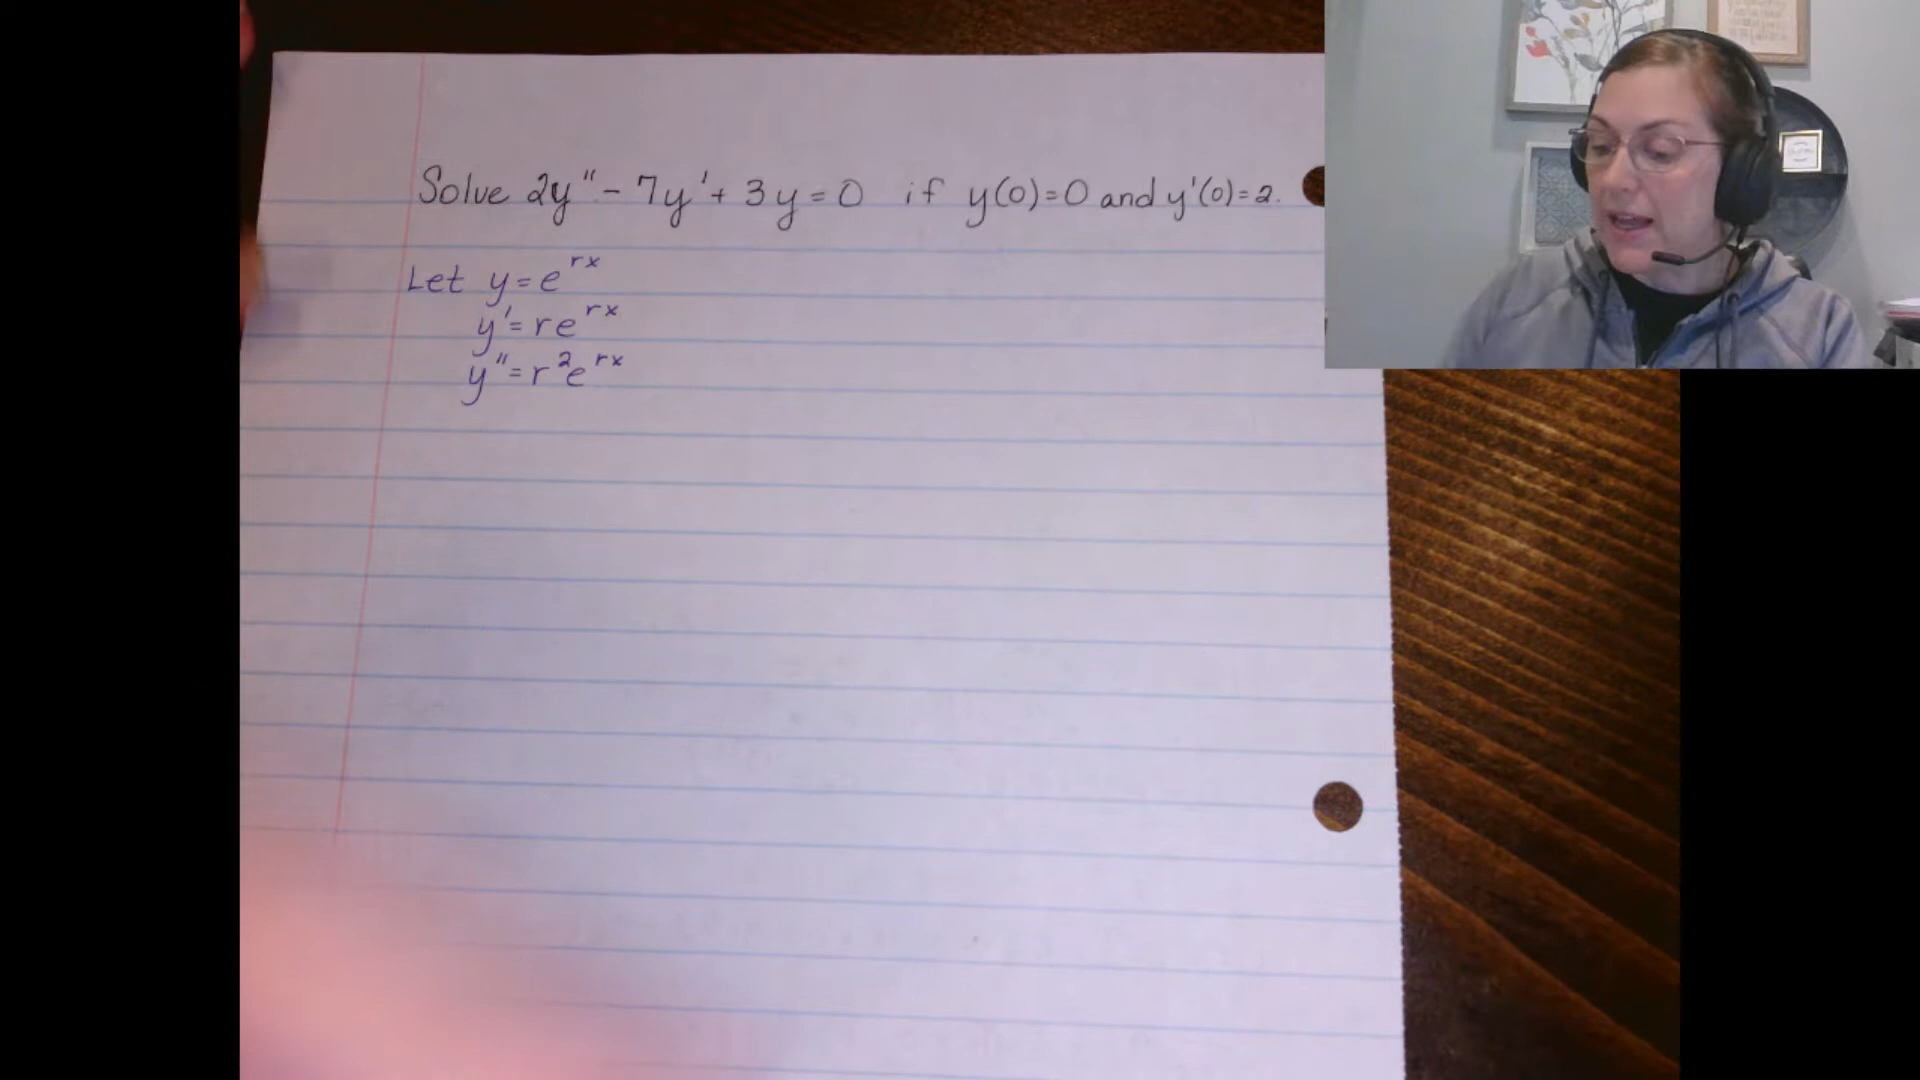 Solve 2y'' - 7y' + 3y = 0 if y(0)=0 and y'(0)=2.
Let y = e^{rx}
y' = re^{rx}
y'' = r^2e^{rx}